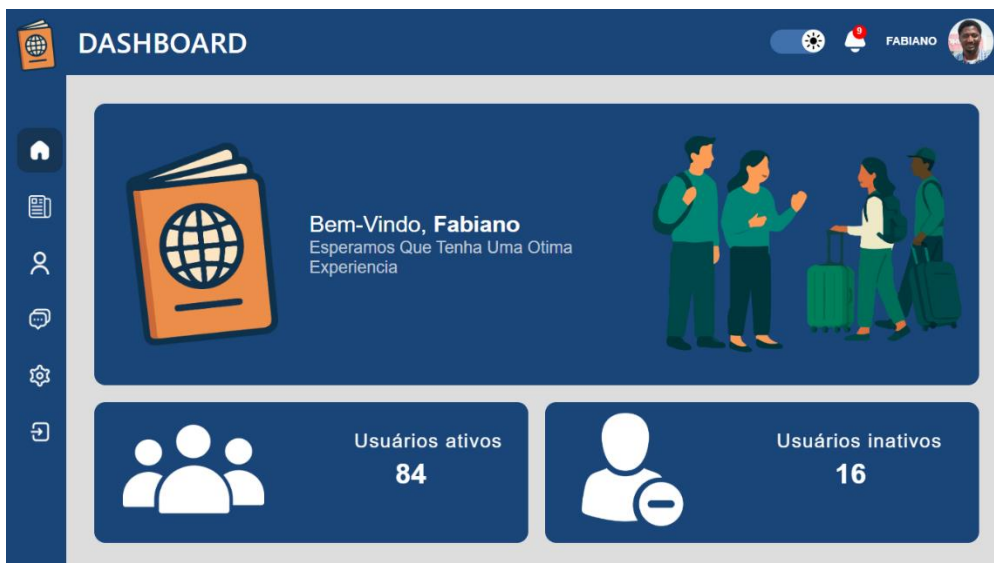 DASHBOARD
9
FABIANO
Bem-Vindo, Fabiano
Esperamos Que Tenha Uma Otima
Experiencia
Usuários ativos
84
Usuários inativos
16